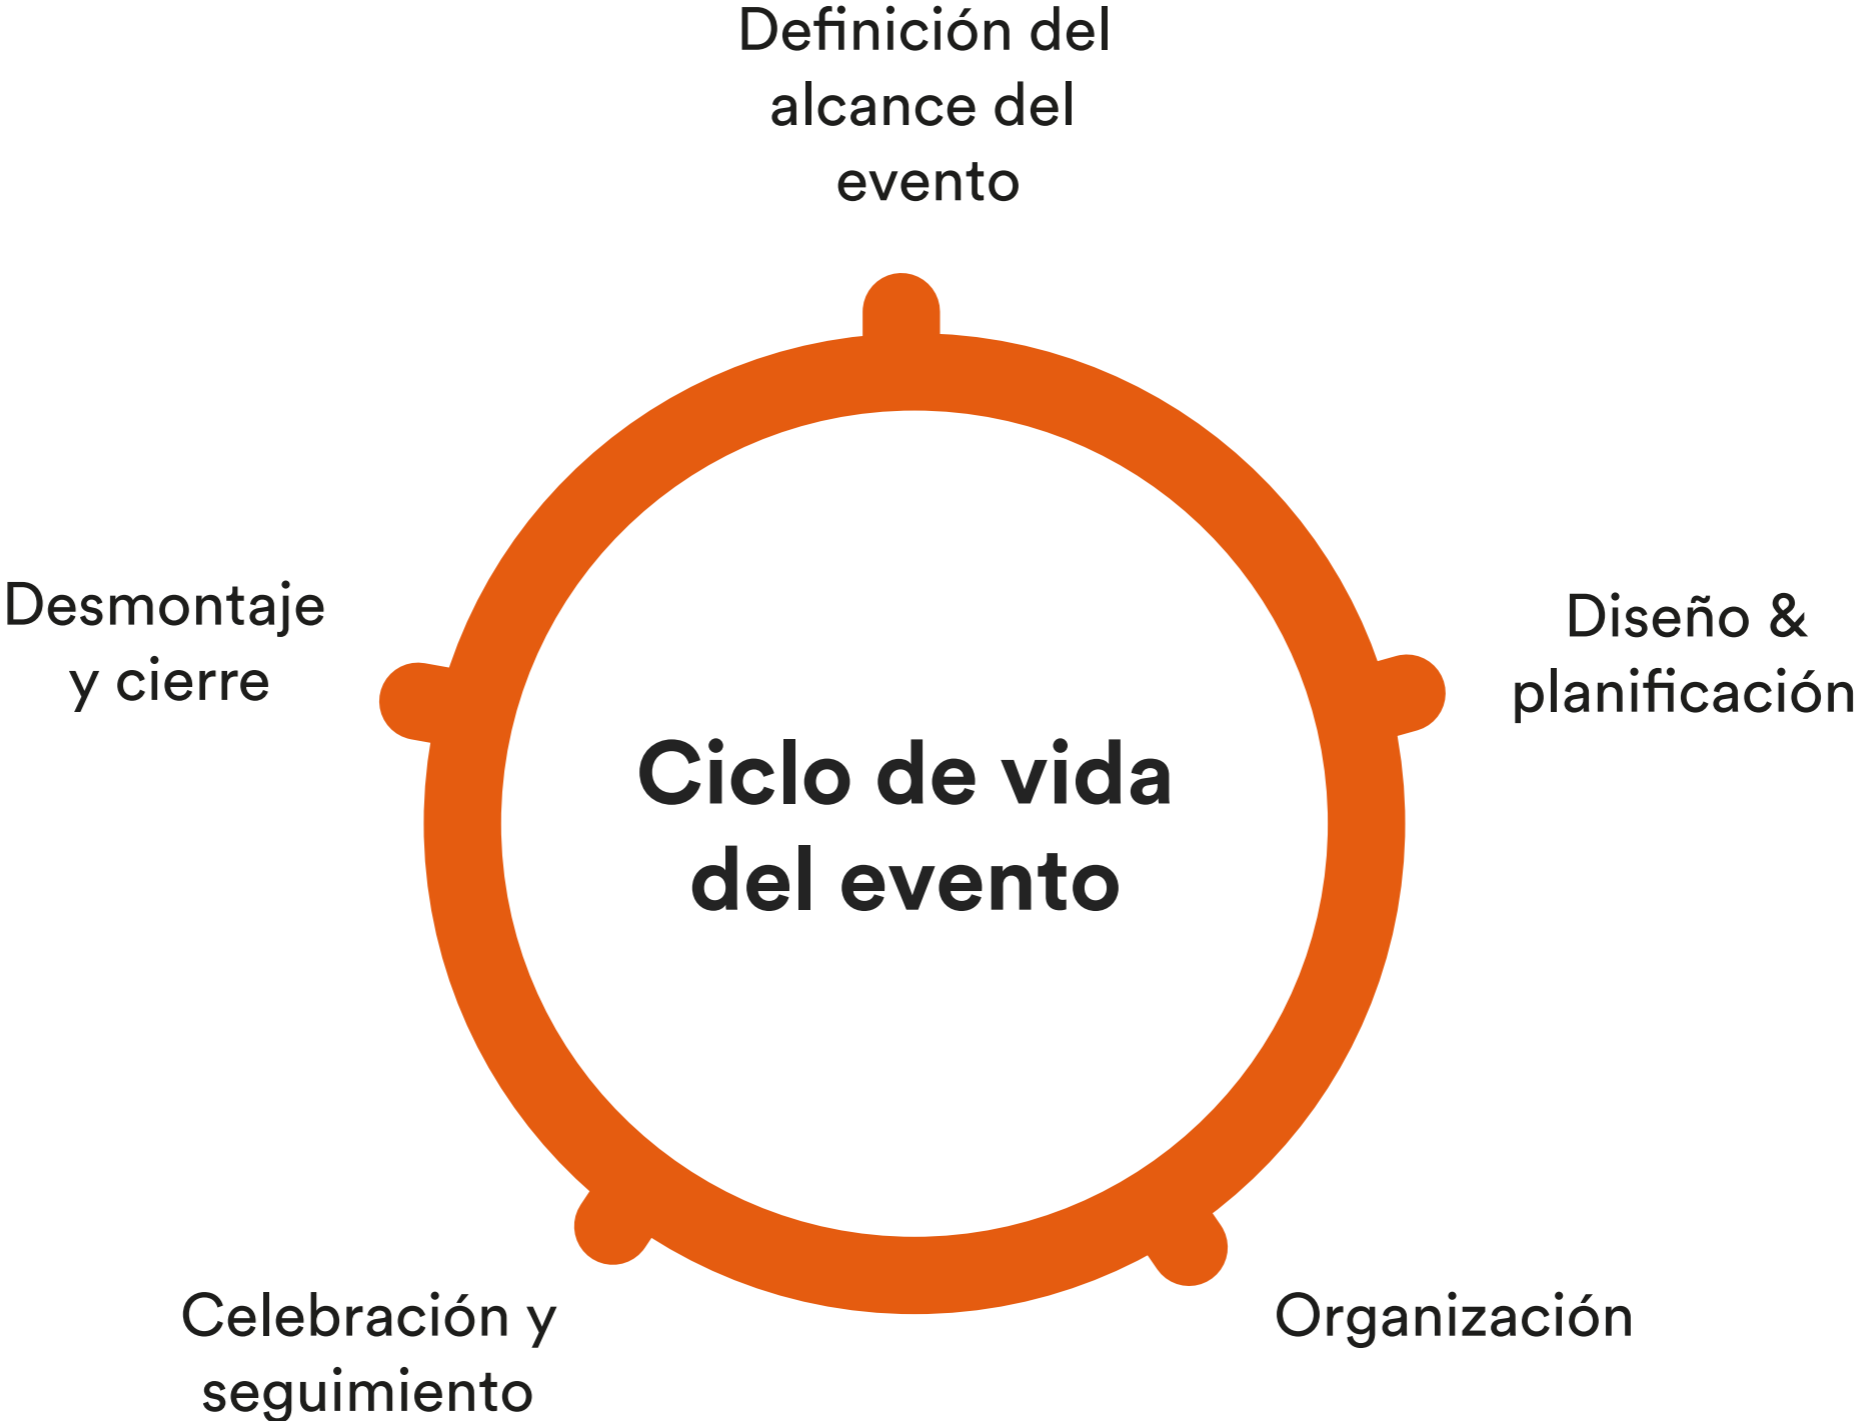 Definición del
alcance del
evento
Desmontaje
y cierre
Diseño &
planificación
Ciclo de vida
del evento
Celebración y
seguimiento
Organización